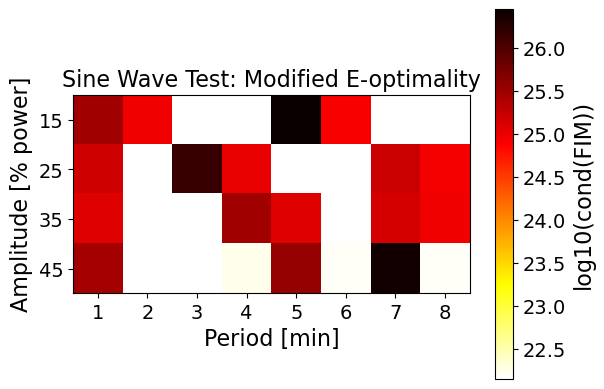 Sine Wave Test: Modified E-optimality
Amplitude [% power]
15
25
35
45
1 2 3 4 5 6 7 8
Period [min]
26.0
25.5
25.0
24.5
24.0
23.5
23.0
22.5
log10(cond(FIM))